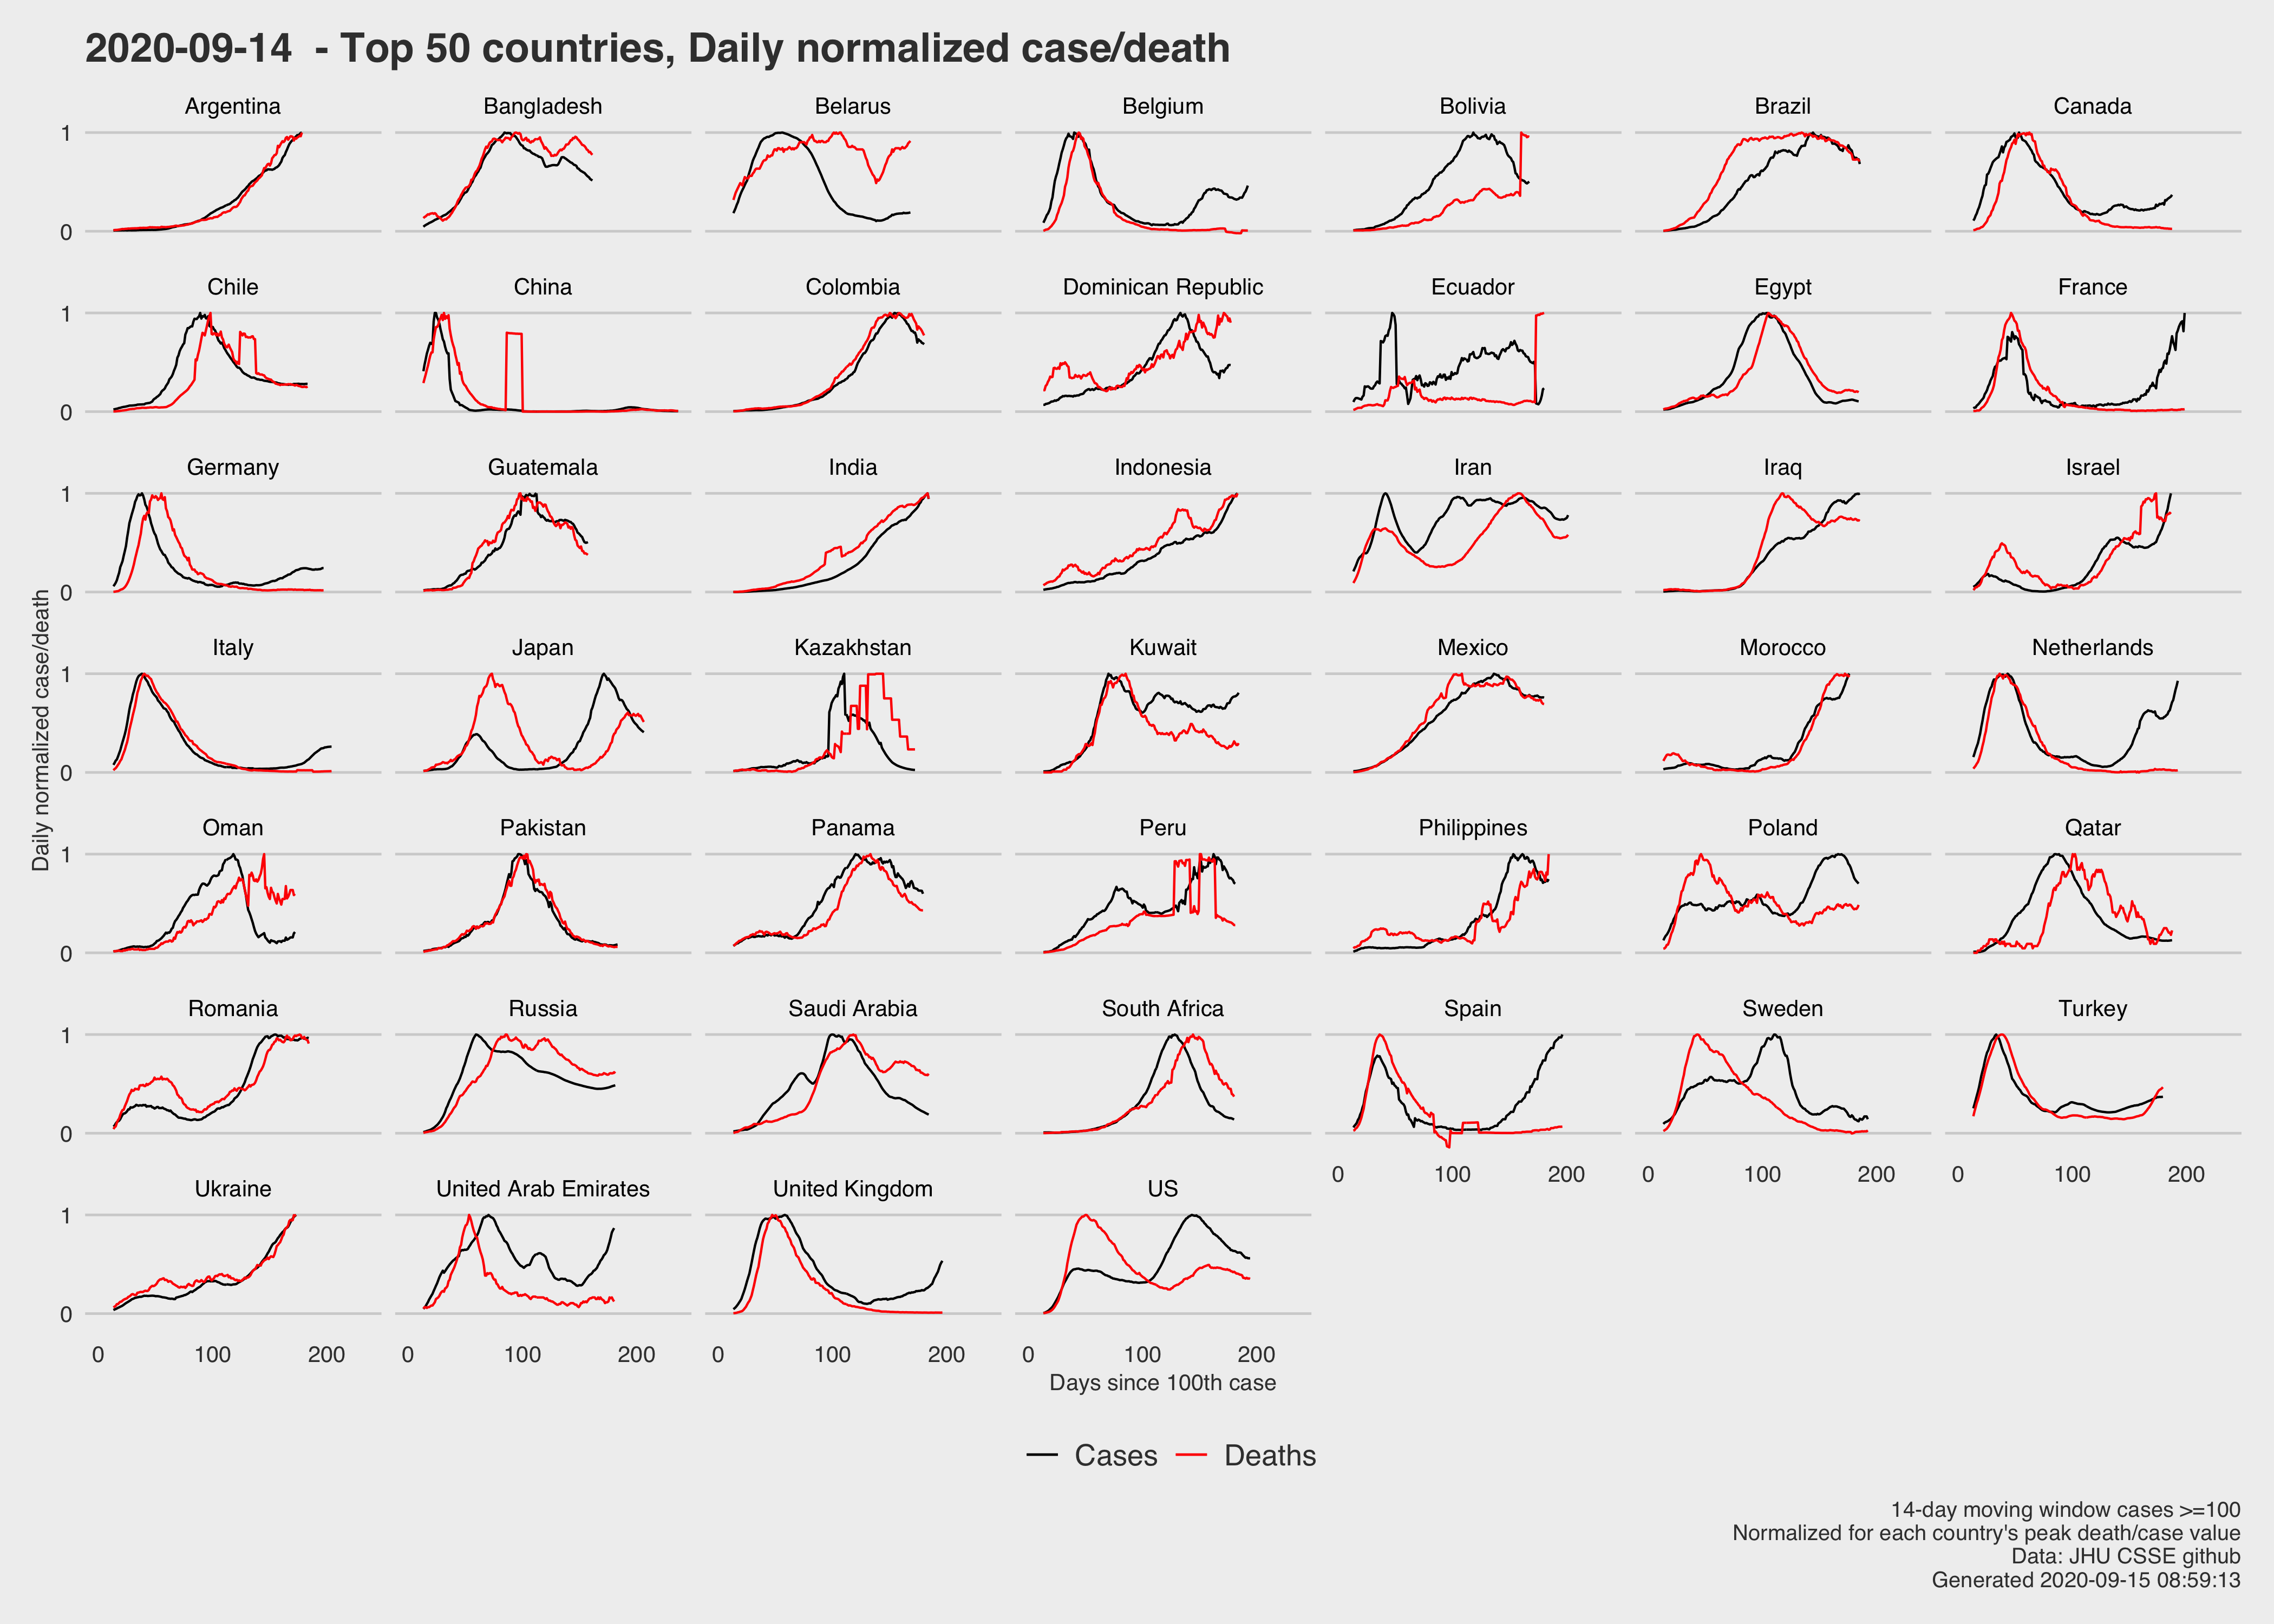 2020-09-14 - Top 50 countries, Daily normalized case/death
Argentina Bangladesh Belarus Belgium Bolivia Brazil Canada
1
0
Chile China Colombia Dominican Republic Ecuador Egypt France
1
0
Germany Guatemala India Indonesia Iran Iraq Israel
1
0
Daily normalized case/death
Italy Japan Kazakhstan Kuwait Mexico Morocco Netherlands
1
0
Oman Pakistan Panama Peru Philippines Poland Qatar
1
0
Romania Russia Saudi Arabia South Africa Spain Sweden Turkey
1
0
0 100 200 0 100 200 0 100 200
Ukraine United Arab Emirates United Kingdom US
1
0
0 100 200 0 100 200 0 100 200 0 100 200
Days since 100th case
Cases Deaths
14-day moving window cases >=100
Normalized for each country's peak death/case value
Data: JHU CSSE github
Generated 2020-09-15 08:59:13